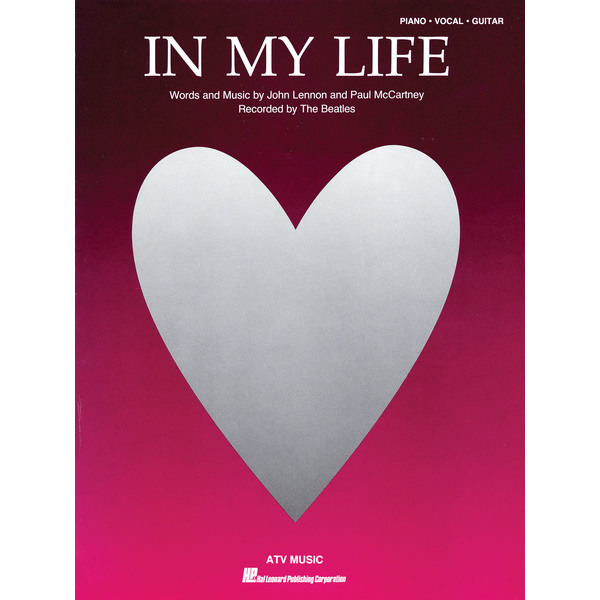 PIANO • VOCAL • GUITAR
IN MY LIFE
Words and Music by John Lennon and Paul McCartney
Recorded by The Beatles
ATV MUSIC
HL Hal Leonard Publishing Corporation